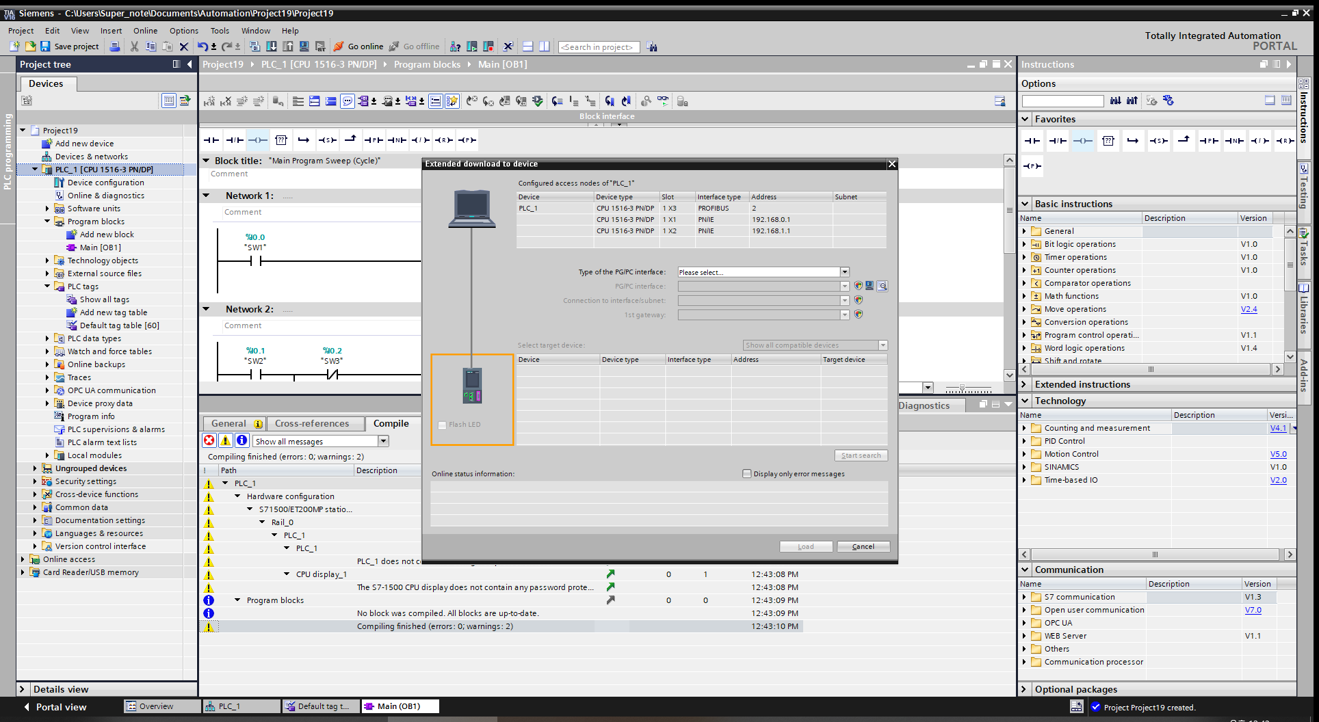 Siemens - C:\Users\Super_note\Documents\Automation\Project19\Project19
Project Edit View Insert Online Options Tools Window Help
Totally Integrated Automation
PORTAL
Save project
Go online
Go offline
<Search in project>
Project tree
Project19 PLC_1 [CPU 1516-3 PN/DP] Program blocks Main [OB1]
Instructions
Devices
Options
PLC programming
Project19
Add new device
Devices & networks
PLC_1 [CPU 1516-3 PN/DP]
Device configuration
Online & diagnostics
Software units
Program blocks
Add new block
Main [OB1]
Technology objects
External source files
PLC tags
Show all tags
Add new tag table
Default tag table [60]
PLC data types
Watch and force tables
Online backups
Traces
OPC UA communication
Device proxy data
Program info
PLC supervisions & alarms
PLC alarm text lists
Local modules
Ungrouped devices
Security settings
Cross-device functions
Common data
Documentation settings
Languages & resources
Version control interface
Online access
Card Reader/USB memory
Details view
Block interface
Block title: "Main Program Sweep (Cycle)"
Comment
Network 1:
Comment
%I0.0
"SW1"
Network 2:
Comment
%I0.1 %I0.2
"SW2" "SW3"
Extended download to device
Configured access nodes of "PLC_1"
Device Device type Slot Interface type Address Subnet
PLC_1 CPU 1516-3 PN/DP 1 X3 PROFIBUS 2
CPU 1516-3 PN/DP 1 X1 PN/IE 192.168.0.1
CPU 1516-3 PN/DP 1 X2 PN/IE 192.168.1.1
Type of the PG/PC interface: Please select...
PG/PC interface:
Connection to interface/subnet:
1st gateway:
Select target device: Show all compatible devices
Device Device type Interface type Address Target device
Flash LED
Start search
Online status information:
Display only error messages
Load Cancel
Diagnostics
General Cross-references Compile
Show all messages
Compiling finished (errors: 0; warnings: 2)
! Path Description
PLC_1
Hardware configuration
S71500/ET200MP statio...
Rail_0
PLC_1
PLC_1
PLC_1 does not
CPU display_1 0 1 12:43:08 PM
The S7-1500 CPU display does not contain any password prote... 12:43:08 PM
Program blocks 0 0 12:43:09 PM
No block was compiled. All blocks are up-to-date. 12:43:09 PM
Compiling finished (errors: 0; warnings: 2) 12:43:10 PM
Favorites
Basic instructions
Name Description Version
General
Bit logic operations V1.0
Timer operations V1.0
Counter operations V1.0
Comparator operations
Math functions V1.0
Move operations V2.4
Conversion operations
Program control operati... V1.1
Word logic operations V1.4
Shift and rotate
Extended instructions
Technology
Name Description Versi...
Counting and measurement V4.1
PID Control
Motion Control V5.0
SINAMICS V1.0
Time-based IO V2.0
Communication
Name Description Version
S7 communication V1.3
Open user communication V7.0
OPC UA
WEB Server V1.1
Others
Communication processor
Optional packages
Instructions
Testing
Tasks
Libraries
Add-ins
Portal view
Overview
PLC_1
Default tag t...
Main (OB1)
Project Project19 created.